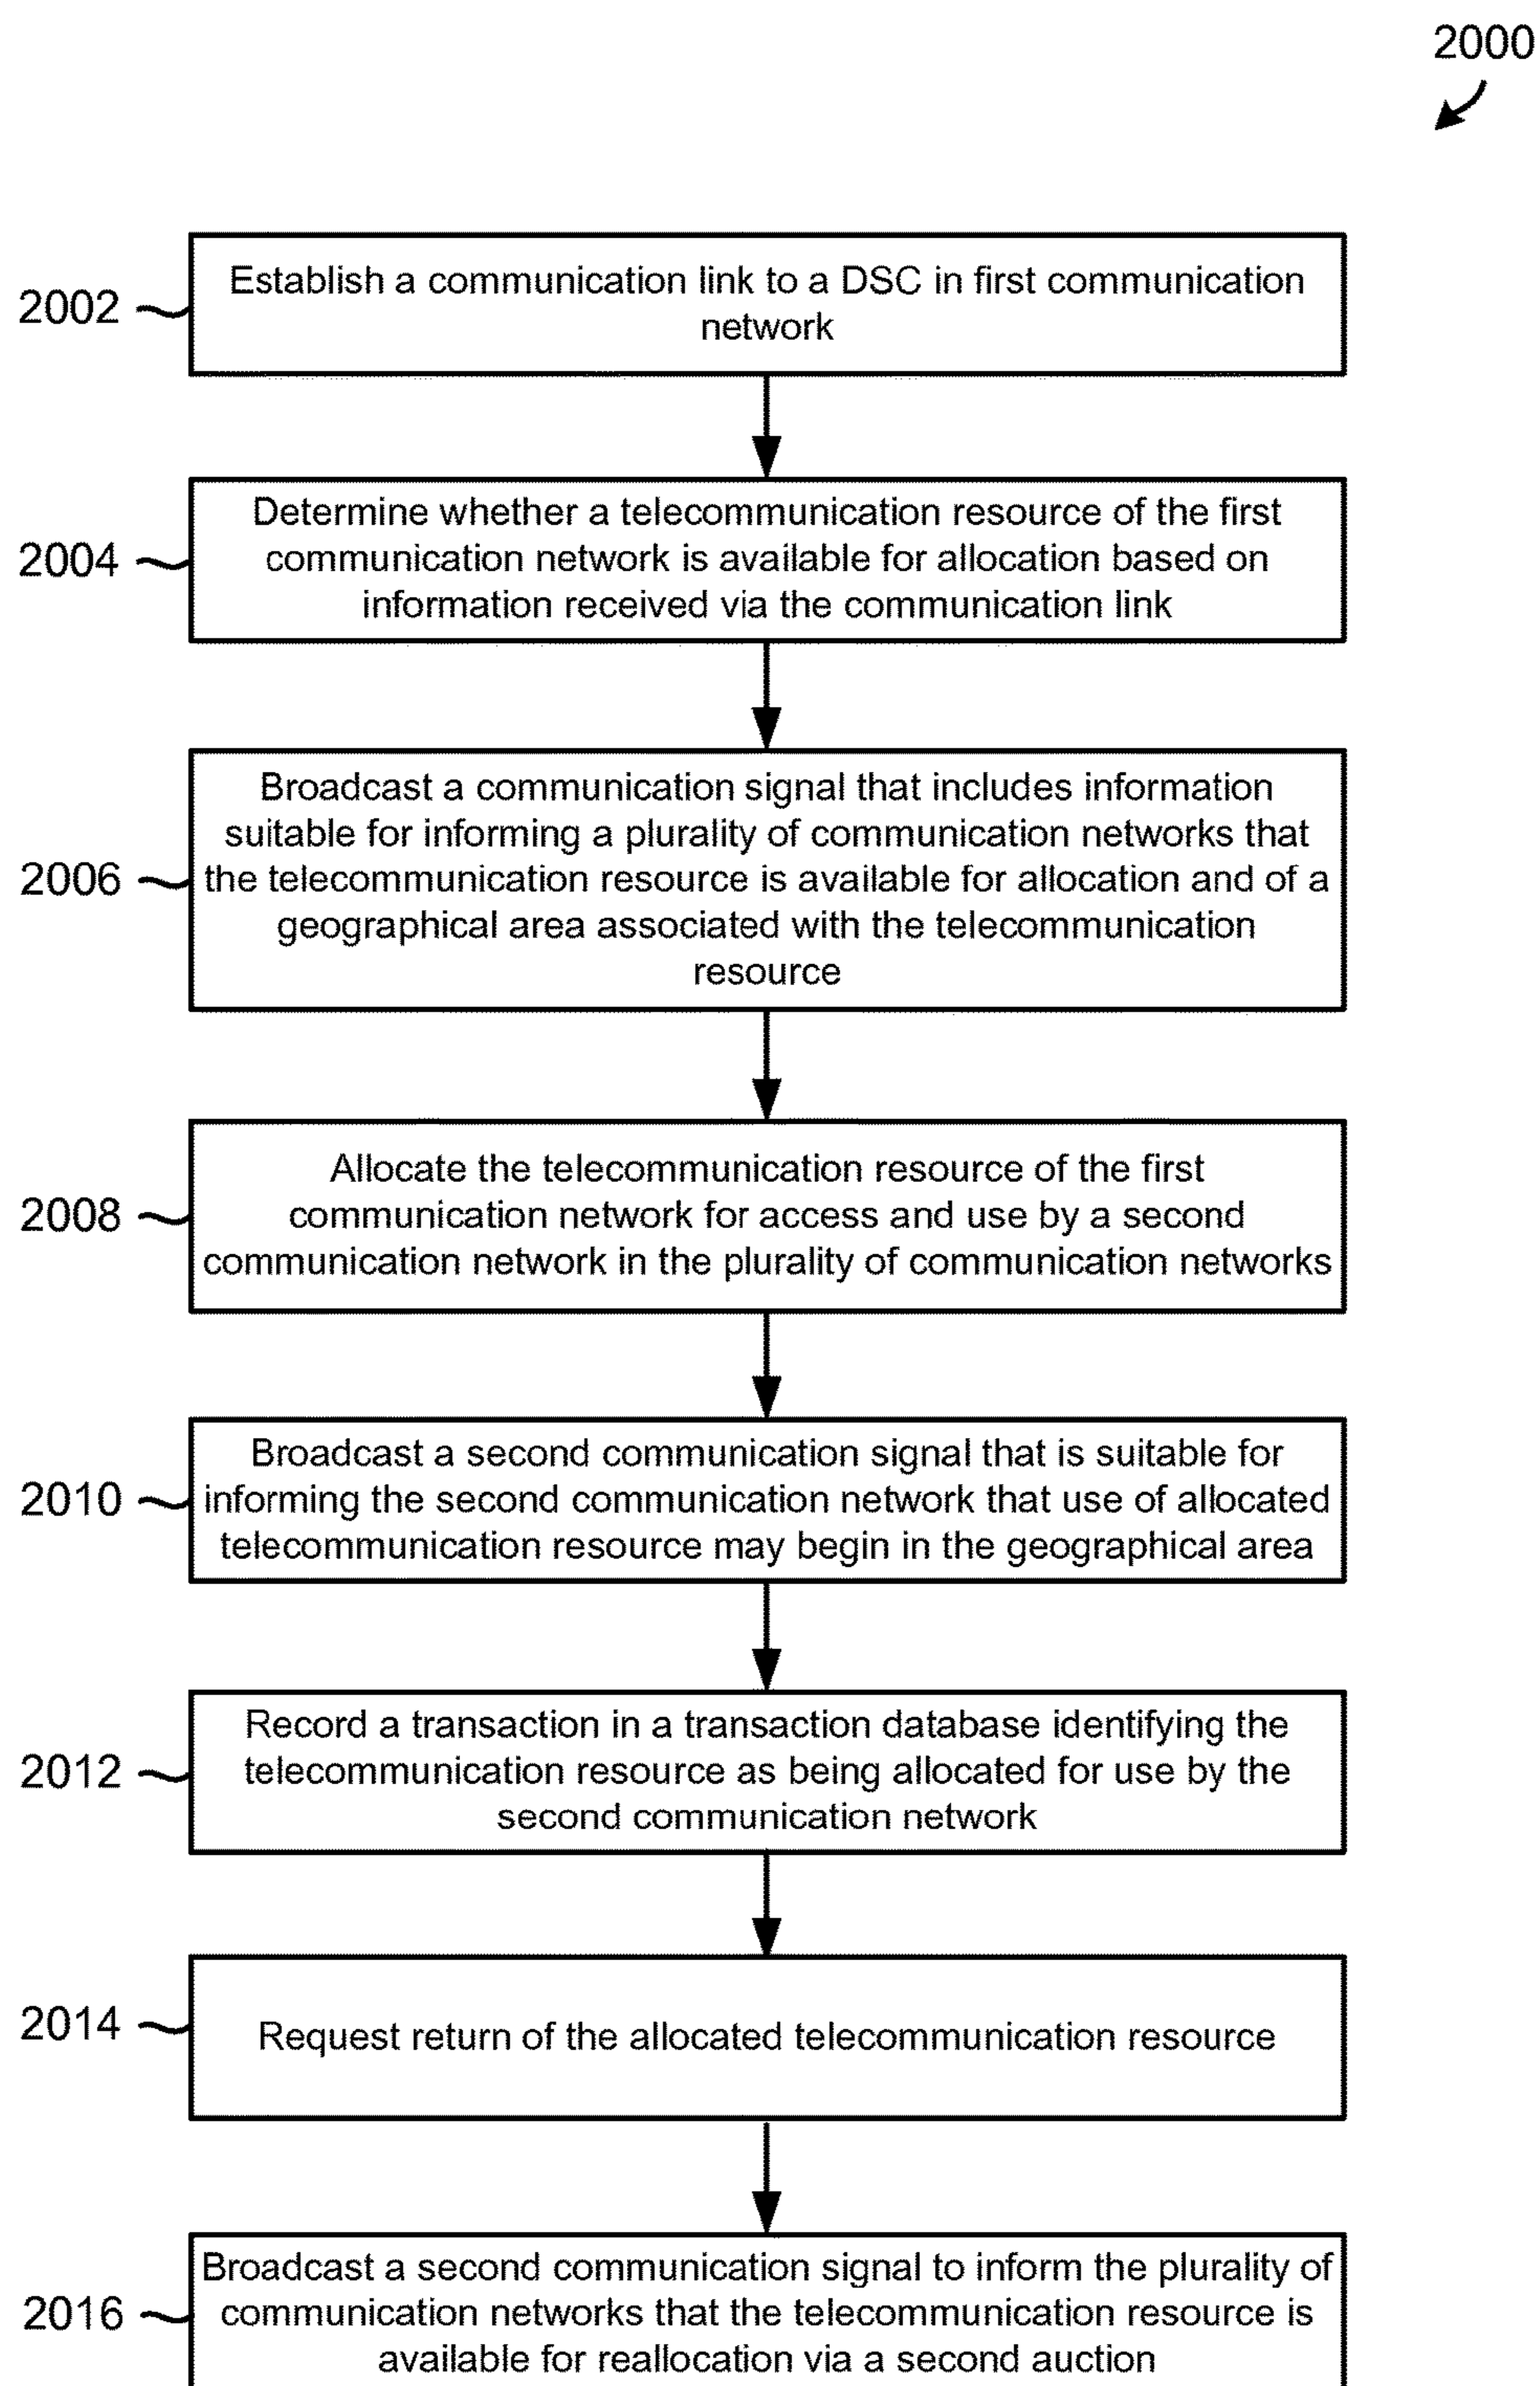 2000
2002
Establish a communication link to a DSC in first communication
network
2004
Determine whether a telecommunication resource of the first
communication network is available for allocation based on
information received via the communication link
2006
Broadcast a communication signal that includes information
suitable for informing a plurality of communication networks that
the telecommunication resource is available for allocation and of a
geographical area associated with the telecommunication
resource
2008
Allocate the telecommunication resource of the first
communication network for access and use by a second
communication network in the plurality of communication networks
2010
Broadcast a second communication signal that is suitable for
informing the second communication network that use of allocated
telecommunication resource may begin in the geographical area
2012
Record a transaction in a transaction database identifying the
telecommunication resource as being allocated for use by the
second communication network
2014
Request return of the allocated telecommunication resource
2016
Broadcast a second communication signal to inform the plurality of
communication networks that the telecommunication resource is
available for reallocation via a second auction